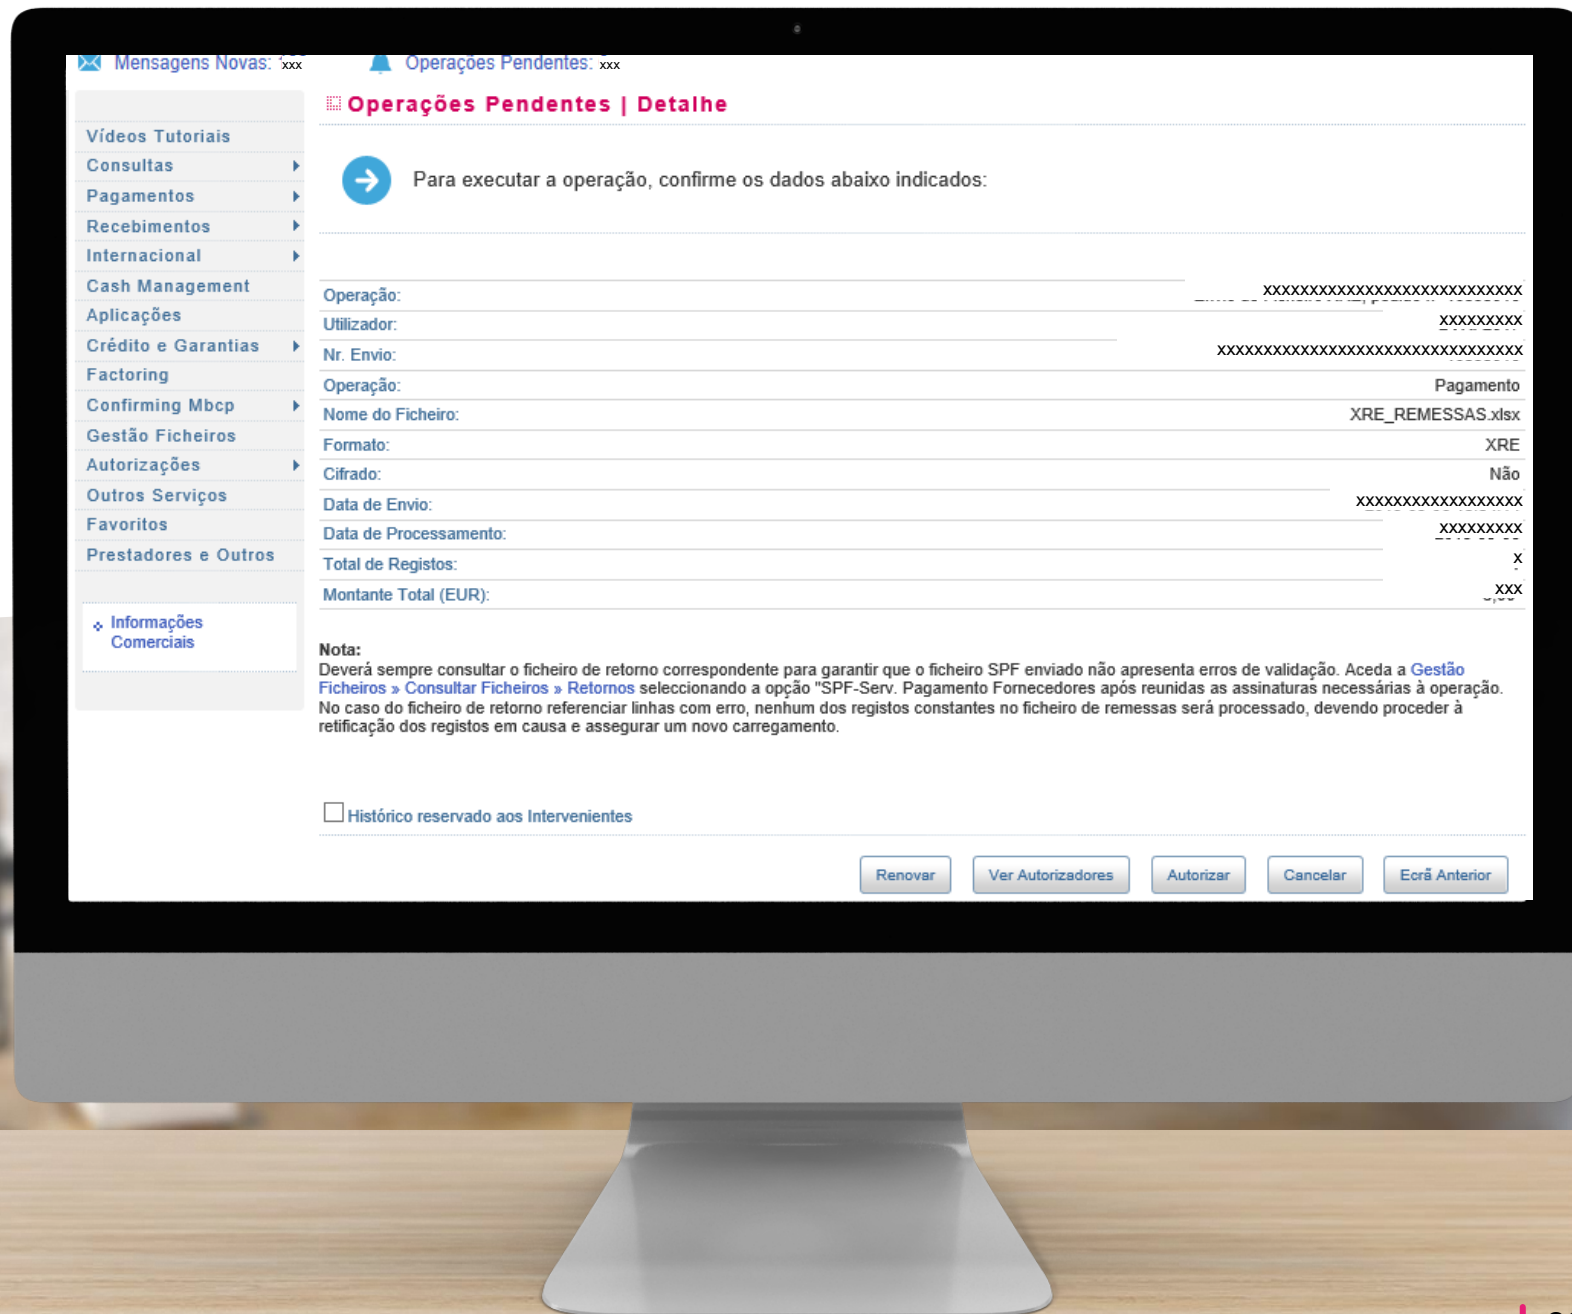 Mensagens Novas: xxx
Operações Pendentes: xxx
Operações Pendentes | Detalhe
Vídeos Tutoriais
Consultas
Pagamentos
Recebimentos
Internacional
Cash Management
Aplicações
Crédito e Garantias
Factoring
Confirming Mbcp
Gestão Ficheiros
Autorizações
Outros Serviços
Favoritos
Prestadores e Outros
Informações
Comerciais
Para executar a operação, confirme os dados abaixo indicados:
Operação: xxxxxxxxxxxxxxxxxxxxxxxxxxxx
Utilizador: xxxxxxxxx
Nr. Envio: xxxxxxxxxxxxxxxxxxxxxxxxxxxxxxxxx
Operação: Pagamento
Nome do Ficheiro: XRE_REMESSAS.xlsx
Formato: XRE
Cifrado: Não
Data de Envio: xxxxxxxxxxxxxxxxxx
Data de Processamento: xxxxxxxxx
Total de Registos: x
Montante Total (EUR): xxx
Nota:
Deverá sempre consultar o ficheiro de retorno correspondente para garantir que o ficheiro SPF enviado não apresenta erros de validação. Aceda a Gestão
Ficheiros » Consultar Ficheiros » Retornos seleccionando a opção "SPF-Serv. Pagamento Fornecedores após reunidas as assinaturas necessárias à operação.
No caso do ficheiro de retorno referenciar linhas com erro, nenhum dos registos constantes no ficheiro de remessas será processado, devendo proceder à
retificação dos registos em causa e assegurar um novo carregamento.
Histórico reservado aos Intervenientes
Renovar
Ver Autorizadores
Autorizar
Cancelar
Ecrã Anterior